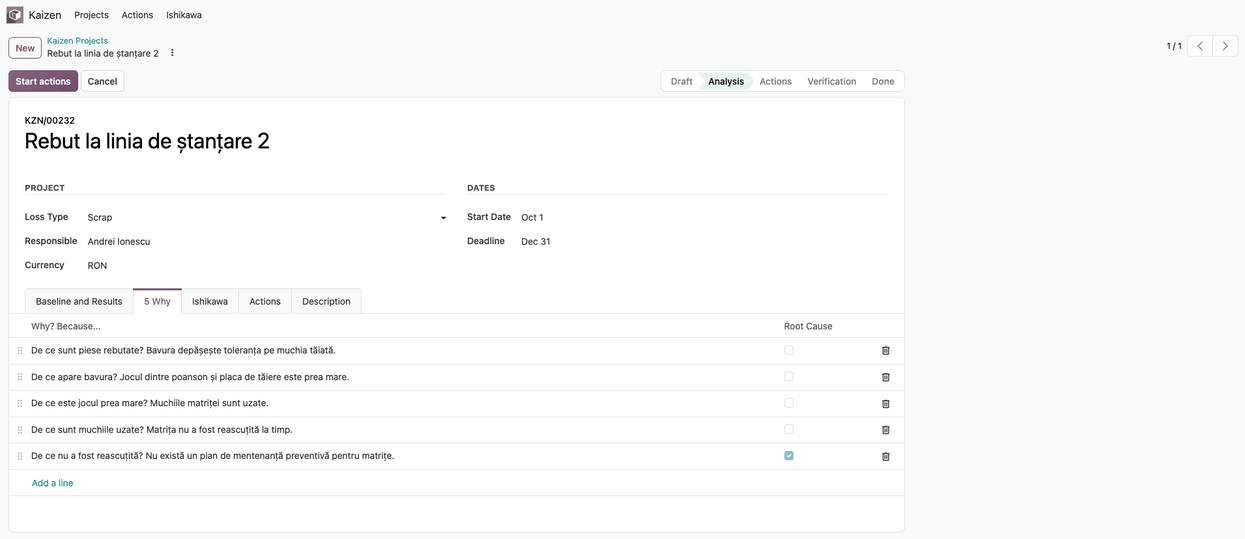 Kaizen Projects Actions Ishikawa
New
Kaizen Projects
Rebut la linia de ștanțare 2
1 / 1
Start actions Cancel
Draft Analysis Actions Verification Done
KZN/00232
Rebut la linia de ștanțare 2
PROJECT
Loss Type Scrap
Responsible Andrei Ionescu
Currency RON
DATES
Start Date Oct 1
Deadline Dec 31
Baseline and Results 5 Why Ishikawa Actions Description
Why? Because... Root Cause
De ce sunt piese rebutate? Bavura depășește toleranța pe muchia tăiată.
De ce apare bavura? Jocul dintre poanson și placa de tăiere este prea mare.
De ce este jocul prea mare? Muchiile matriței sunt uzate.
De ce sunt muchiile uzate? Matrița nu a fost reascuțită la timp.
De ce nu a fost reascuțită? Nu există un plan de mentenanță preventivă pentru matrițe.
Add a line